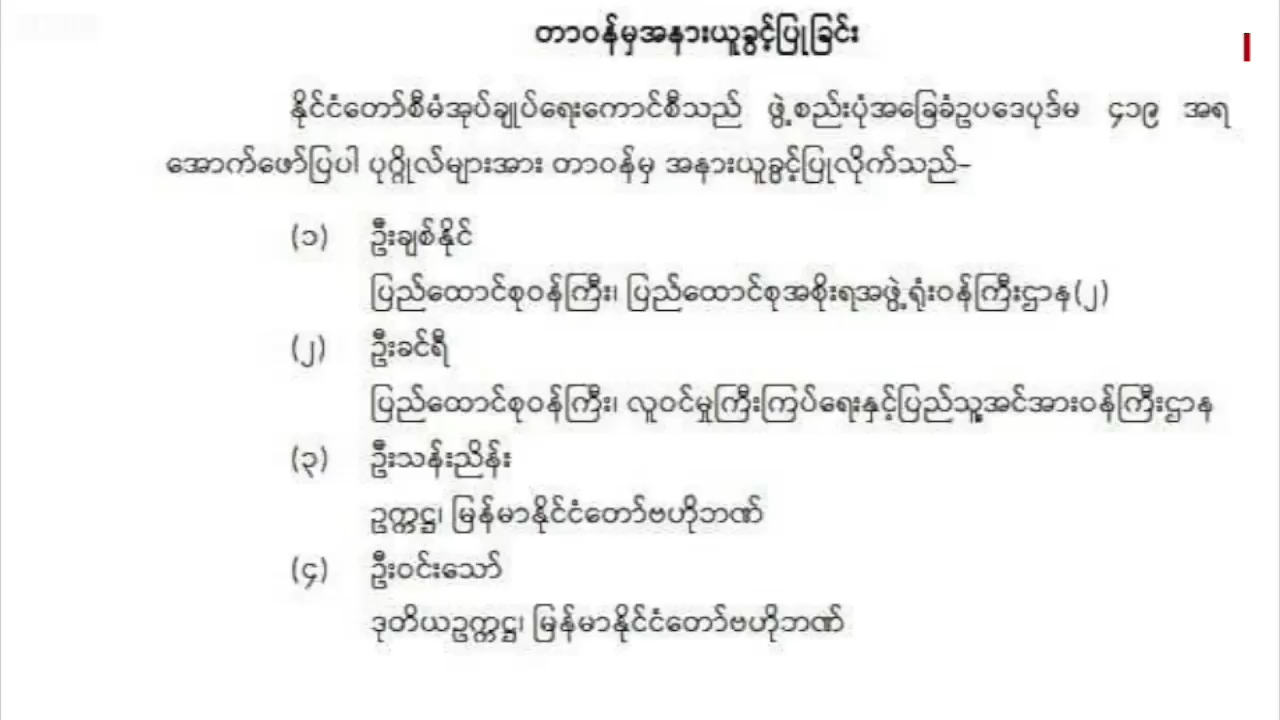 တာဝန်မှအနားယူခွင့်ပြုခြင်း
နိုင်ငံတော်စီမံအုပ်ချုပ်ရေးကောင်စီသည် ဖွဲ့စည်းပုံအခြေခံဥပဒေပုဒ်မ ၄၁၉ အရ
အောက်ဖော်ပြပါ ပုဂ္ဂိုလ်များအား တာဝန်မှ အနားယူခွင့်ပြုလိုက်သည်–
(၁) ဦးချစ်နိုင်
ပြည်ထောင်စုဝန်ကြီး၊ ပြည်ထောင်စုအစိုးရအဖွဲ့ရုံးဝန်ကြီးဌာန(၂)
(၂) ဦးခင်ရီ
ပြည်ထောင်စုဝန်ကြီး၊ လူဝင်မှုကြီးကြပ်ရေးနှင့်ပြည်သူ့အင်အားဝန်ကြီးဌာန
(၃) ဦးသန်းညိန်း
ဥက္ကဋ္ဌ၊ မြန်မာနိုင်ငံတော်ဗဟိုဘဏ်
(၄) ဦးဝင်းသော်
ဒုတိယဥက္ကဋ္ဌ၊ မြန်မာနိုင်ငံတော်ဗဟိုဘဏ်